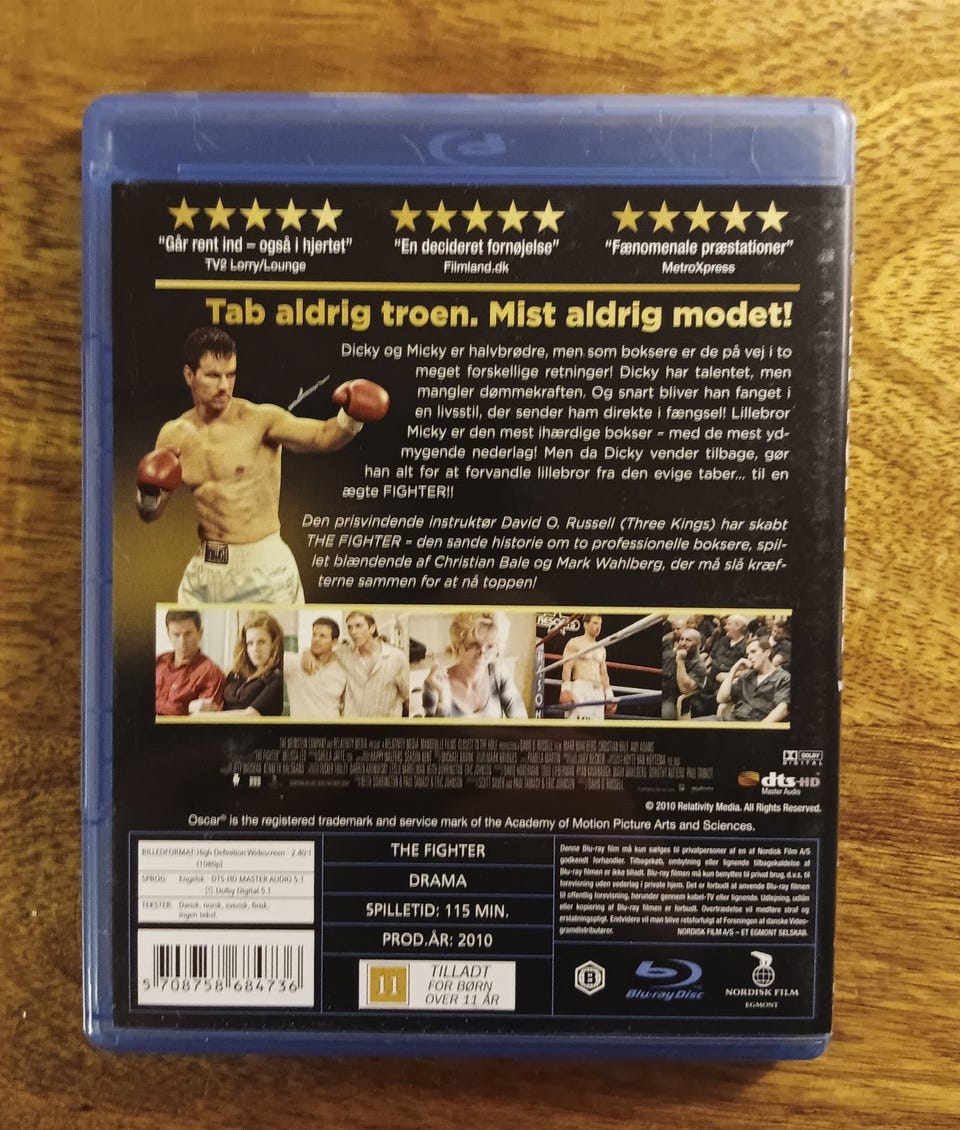 "Går rent ind – også i hjertet"
TV2 Lorry/Lounge
"En decideret fornøjelse"
Filmland.dk
"Fænomenale præstationer"
MetroXpress
Tab aldrig troen. Mist aldrig modet!
Dicky og Micky er halvbrødre, men som boksere er de på vej i to
meget forskellige retninger! Dicky har talentet, men
mangler dømmekraften. Og snart bliver han fanget i
en livsstil, der sender ham direkte i fængsel! Lillebror
Micky er den mest ihærdige bokser – med de mest yd-
mygende nederlag! Men da Dicky vender tilbage, gør
han alt for at forvandle lillebror fra den evige taber... til en
ægte FIGHTER!!
Den prisvindende instruktør David O. Russell (Three Kings) har skabt
THE FIGHTER – den sande historie om to professionelle boksere, spil-
let blændende af Christian Bale og Mark Wahlberg, der må slå kræf-
terne sammen for at nå toppen!
DOLBY
DIGITAL
dts-HD
Master Audio
© 2010 Relativity Media. All Rights Reserved.
Oscar® is the registered trademark and service mark of the Academy of Motion Picture Arts and Sciences.
BILLEDFORMAT: High Definition Widescreen 2.40:1
(1080p)
SPROG: Engelsk DTS-HD MASTER AUDIO 5.1
Dolby Digital 5.1
TEKSTER: Dansk, norsk, svensk, finsk,
ingen tekst.
5 708758 684736
THE FIGHTER
DRAMA
SPILLETID: 115 MIN.
PROD.ÅR: 2010
11
TILLADT
FOR BØRN
OVER 11 ÅR
Denne Blu-ray film må kun sælges til privatpersoner af en af Nordisk Film A/S
godkendt forhandler. Tilbagekøb, ombytning eller lignende tilbagekaldelse af
Blu-ray filmen er ikke tilladt. Blu-ray filmen må kun benyttes til privat brug, d.v.s. til
forevisning uden vederlag i private hjem. Det er forbudt at anvende Blu-ray filmen
til offentlig forevisning, herunder gennem kabel-TV eller lignende. Udlejning, udlån
eller kopiering af Blu-ray filmen er forbudt. Overtrædelse vil medføre straf og
erstatningspligt. Endvidere vil man blive retsforfulgt af Foreningen af danske Video-
gramdistributører.
NORDISK FILM A/S – ET EGMONT SELSKAB.
B
Blu-ray Disc
NORDISK FILM
EGMONT